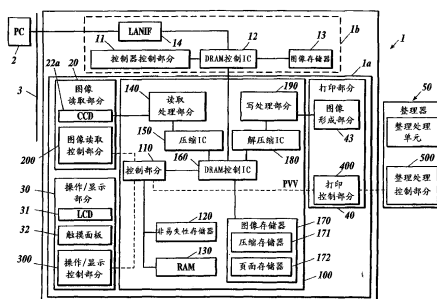 PC
2
LANIF
14
12
DRAM控制IC
11
控制器控制部分
13
图像存储器
1b
1
3
20
22a
图像
读取部分
CCD
图像读取
控制部分
200
30
操作/显示
部分
LCD
31
触摸面板
32
操作/显示
控制部分
300
140
读取
处理部分
150
压缩IC
110
控制部分
160
DRAM控制IC
190
写处理部分
解压缩IC
180
120
非易失性存储器
130
RAM
170
图像存储器
压缩存储器
171
页面存储器
172
100
PVV
1a
打印部分
图像
形成部分
43
400
打印
控制部分
40
50
整理器
整理处理
单元
500
整理处理
控制部分